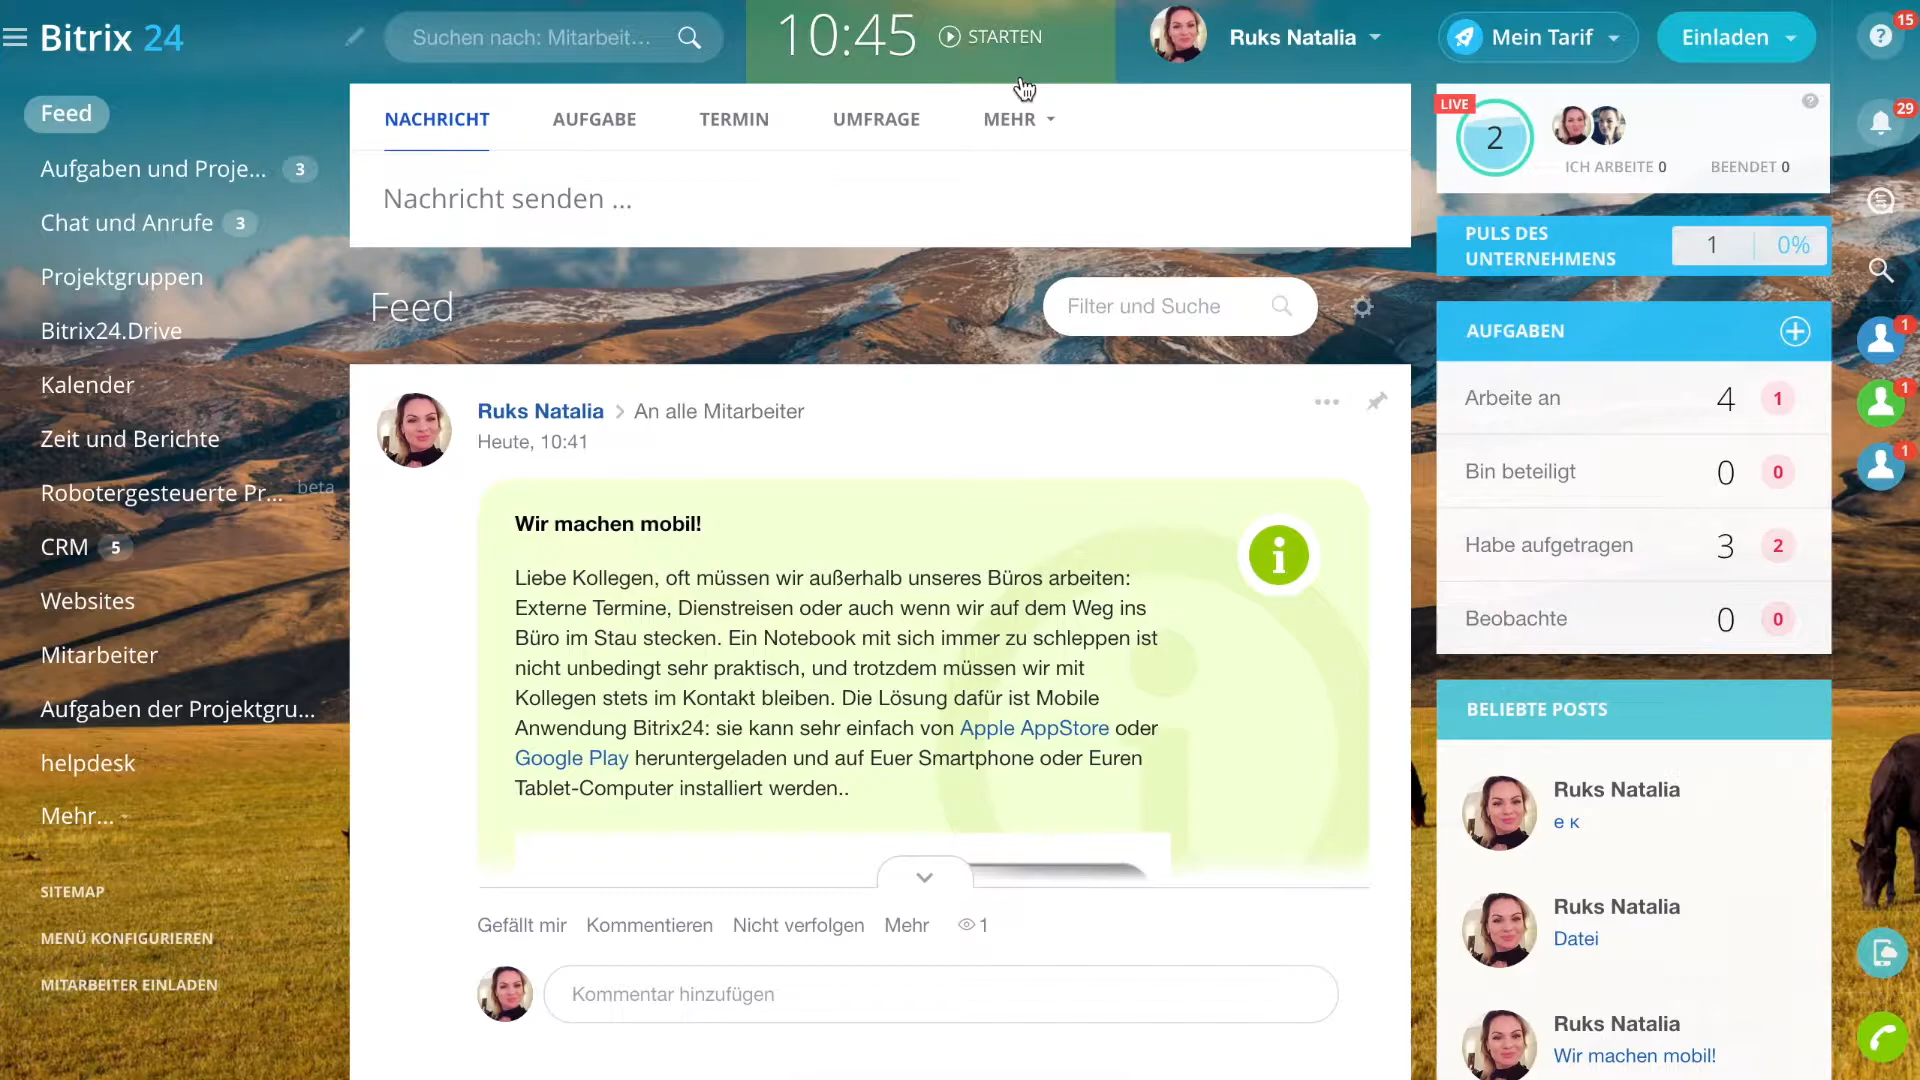 Bitrix 24
Suchen nach: Mitarbeit...
10:45
STARTEN
Ruks Natalia
Mein Tarif
Einladen
15
29
Feed
Aufgaben und Proje... 3
Chat und Anrufe 3
Projektgruppen
Bitrix24.Drive
Kalender
Zeit und Berichte
Robotergesteuerte Pr... beta
CRM 5
Websites
Mitarbeiter
Aufgaben der Projektgru...
helpdesk
Mehr...
SITEMAP
MENÜ KONFIGURIEREN
MITARBEITER EINLADEN
NACHRICHT
AUFGABE
TERMIN
UMFRAGE
MEHR
Nachricht senden ...
Feed
Filter und Suche
Ruks Natalia > An alle Mitarbeiter
Heute, 10:41
Wir machen mobil!
Liebe Kollegen, oft müssen wir außerhalb unseres Büros arbeiten:
Externe Termine, Dienstreisen oder auch wenn wir auf dem Weg ins
Büro im Stau stecken. Ein Notebook mit sich immer zu schleppen ist
nicht unbedingt sehr praktisch, und trotzdem müssen wir mit
Kollegen stets im Kontakt bleiben. Die Lösung dafür ist Mobile
Anwendung Bitrix24: sie kann sehr einfach von Apple AppStore oder
Google Play heruntergeladen und auf Euer Smartphone oder Euren
Tablet-Computer installiert werden..
Gefällt mir Kommentieren Nicht verfolgen Mehr 1
Kommentar hinzufügen
LIVE
2
ICH ARBEITE 0
BEENDET 0
PULS DES
UNTERNEHMENS
1
0%
AUFGABEN
Arbeite an 4 1
Bin beteiligt 0 0
Habe aufgetragen 3 2
Beobachte 0 0
BELIEBTE POSTS
Ruks Natalia
е к
Ruks Natalia
Datei
Ruks Natalia
Wir machen mobil!
1
1
1